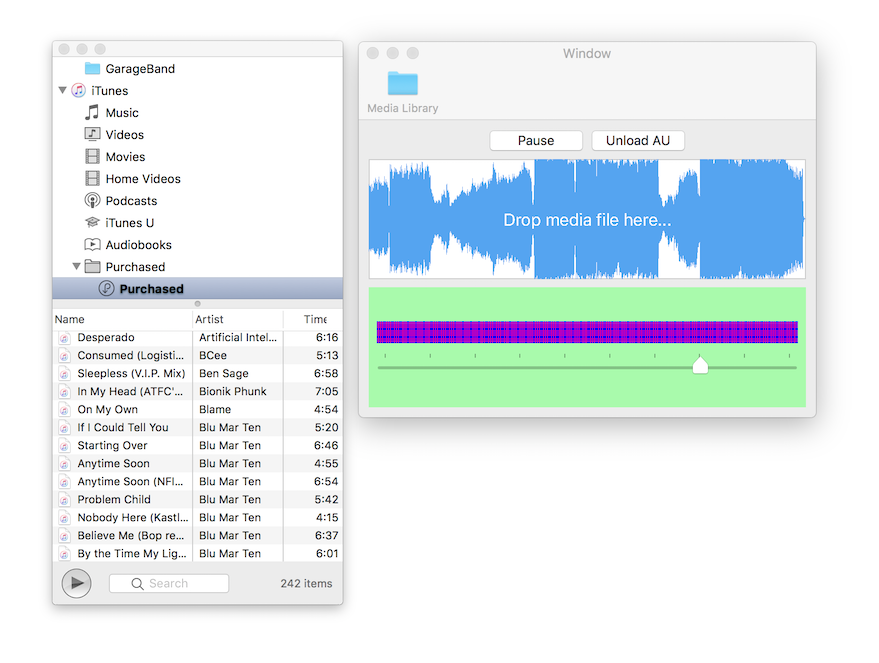 GarageBand
iTunes
Music
Videos
Movies
Home Videos
Podcasts
iTunes U
Audiobooks
Purchased
Purchased
Name Artist Time
Desperado Artificial Intel... 6:16
Consumed (Logisti... BCee 5:13
Sleepless (V.I.P. Mix) Ben Sage 6:58
In My Head (ATFC'... Bionik Phunk 7:05
On My Own Blame 4:54
If I Could Tell You Blu Mar Ten 5:20
Starting Over Blu Mar Ten 6:46
Anytime Soon Blu Mar Ten 4:55
Anytime Soon (NFI... Blu Mar Ten 6:54
Problem Child Blu Mar Ten 5:42
Nobody Here (Kastl... Blu Mar Ten 4:15
Believe Me (Bop re... Blu Mar Ten 6:37
By the Time My Lig... Blu Mar Ten 6:01
Search 242 items
Window
Media Library
Pause Unload AU
Drop media file here...